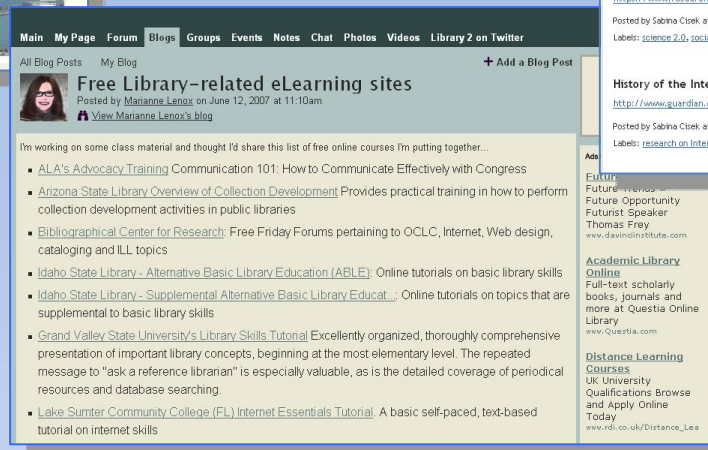 Main My Page Forum Blogs Groups Events Notes Chat Photos Videos Library 2 on Twitter
All Blog Posts My Blog
+ Add a Blog Post
Free Library-related eLearning sites
Posted by Marianne Lenox on June 12, 2007 at 11:10am
View Marianne Lenox's blog
I'm working on some class material and thought I'd share this list of free online courses I'm putting together...
ALA's Advocacy Training Communication 101: How to Communicate Effectively with Congress
Arizona State Library Overview of Collection Development Provides practical training in how to perform
collection development activities in public libraries
Bibliographical Center for Research: Free Friday Forums pertaining to OCLC, Internet, Web design,
cataloging and ILL topics
Idaho State Library - Alternative Basic Library Education (ABLE): Online tutorials on basic library skills
Idaho State Library - Supplemental Alternative Basic Library Educat...: Online tutorials on topics that are
supplemental to basic library skills
Grand Valley State University's Library Skills Tutorial Excellently organized, thoroughly comprehensive
presentation of important library concepts, beginning at the most elementary level. The repeated
message to "ask a reference librarian" is especially valuable, as is the detailed coverage of periodical
resources and database searching.
Lake Sumter Community College (FL) Internet Essentials Tutorial. A basic self-paced, text-based
tutorial on internet skills
Posted by Sabina Cisek a
Labels: science 2.0, soci
History of the Inte
http://www.guardian.
Posted by Sabina Cisek a
Labels: research on Inter
Ads
Future Opportunity
Futurist Speaker
Thomas Frey
www.davinciinstitute.com
Academic Library
Online
Full-text scholarly
books, journals and
more at Questia Online
Library
www.Questia.com
Distance Learning
Courses
UK University
Qualifications Browse
and Apply Online
Today
www.rdi.co.uk/Distance_Lea